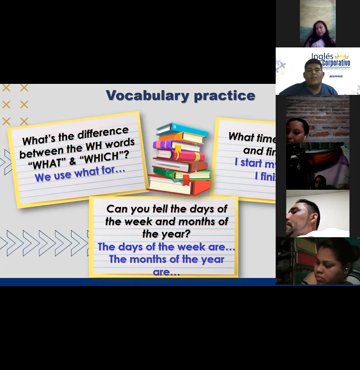 Vocabulary practice
What's the difference
between the WH words
“WHAT” & “WHICH”?
We use what for…
What time
and fin
I start m
I fini
Can you tell the days of
the week and months of
the year?
The days of the week are…
The months of the year
are…
Inglés
Corporativo